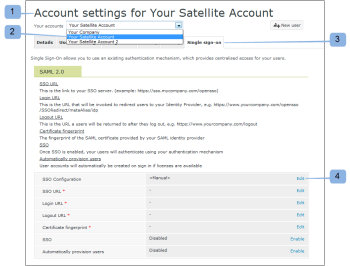 1
Account settings for Your Satellite Account
Your accounts
Your Satellite Account
New user
2
Your Company
Your Satellite Account
Your Satellite Account 2
Details
Single sign-on
3
Single Sign-On allows you to use an existing authentication mechanism, which provides centralised access for your users.
SAML 2.0
SSO URL
This is the link to your SSO server. (example: https://sso.mycompany.com/opensso)
Login URL
This is the URL that will be invoked to redirect users to your Identity Provider, e.g. https://www.yourcompany.com/opensso
/SSORedirect/metaAlias/idp
Logout URL
This is the URL a users will be returned to after they log out, e.g. https://www.yourcompany.com/logout
Certificate fingerprint
The fingerprint of the SAML certificate provided by your SAML identity provider
SSO
Once SSO is enabled, your users will authenticate using your authentication mechanism
Automatically provision users
User accounts will automatically be created on sign in if licenses are available
SSO Configuration
<Manual>
Edit
4
SSO URL *
-
Edit
Login URL *
-
Edit
Logout URL *
-
Edit
Certificate fingerprint *
-
Edit
SSO
Disabled
Enable
Automatically provision users
Disabled
Enable